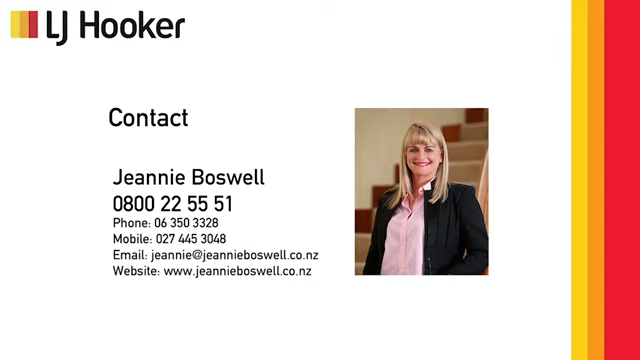 LJ Hooker
Contact
Jeannie Boswell
0800 22 55 51
Phone: 06 350 3328
Mobile: 027 445 3048
Email: jeannie@jeannieboswell.co.nz
Website: www.jeannieboswell.co.nz